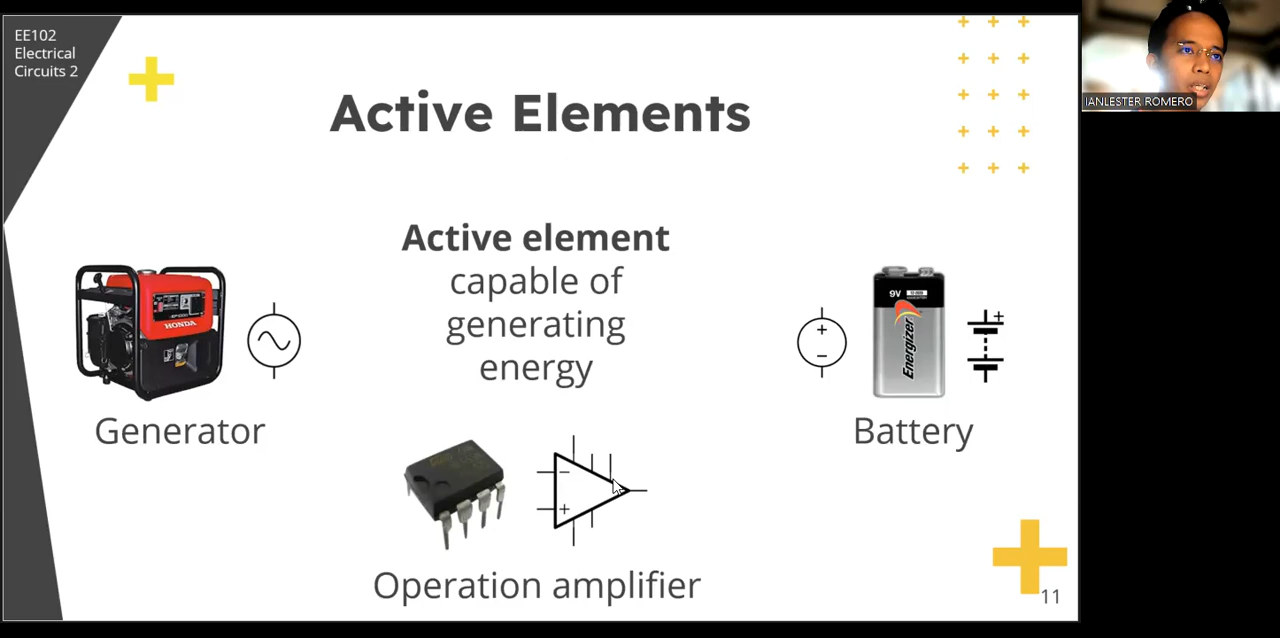 EE102
Electrical
Circuits 2
IANLESTER ROMERO
Active Elements
Active element
capable of
generating
energy
HONDA
+
−
9V
Energizer
+
Generator
Battery
−
+
Operation amplifier
11